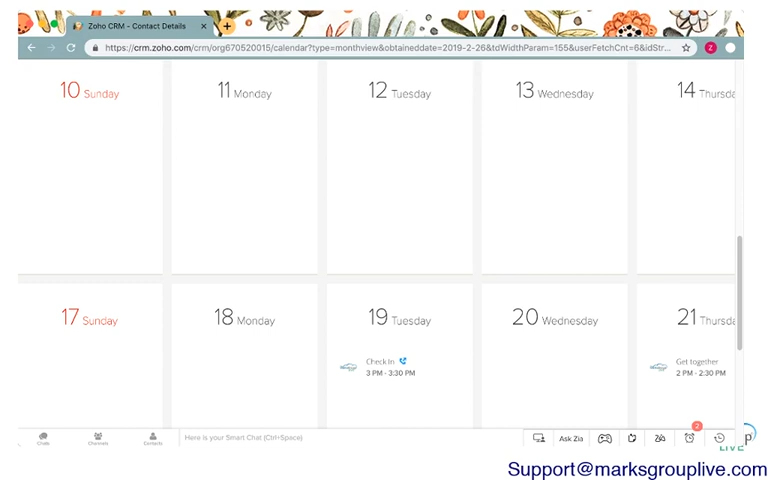 Zoho CRM - Contact Details
https://crm.zoho.com/crm/org670520015/calendar?type=monthview&obtaineddate=2019-2-26&tdWidthParam=155&userFetchCnt=6&idStr...
Z
10 Sunday
11 Monday
12 Tuesday
13 Wednesday
14 Thursda
17 Sunday
18 Monday
19 Tuesday
20 Wednesday
21 Thursda
Check In
3 PM - 3:30 PM
Get together
2 PM - 2:30 PM
Chats
Channels
Contacts
Here is your Smart Chat (Ctrl+Space)
Ask Zia
2
p
LIVE
Support@marksgrouplive.com